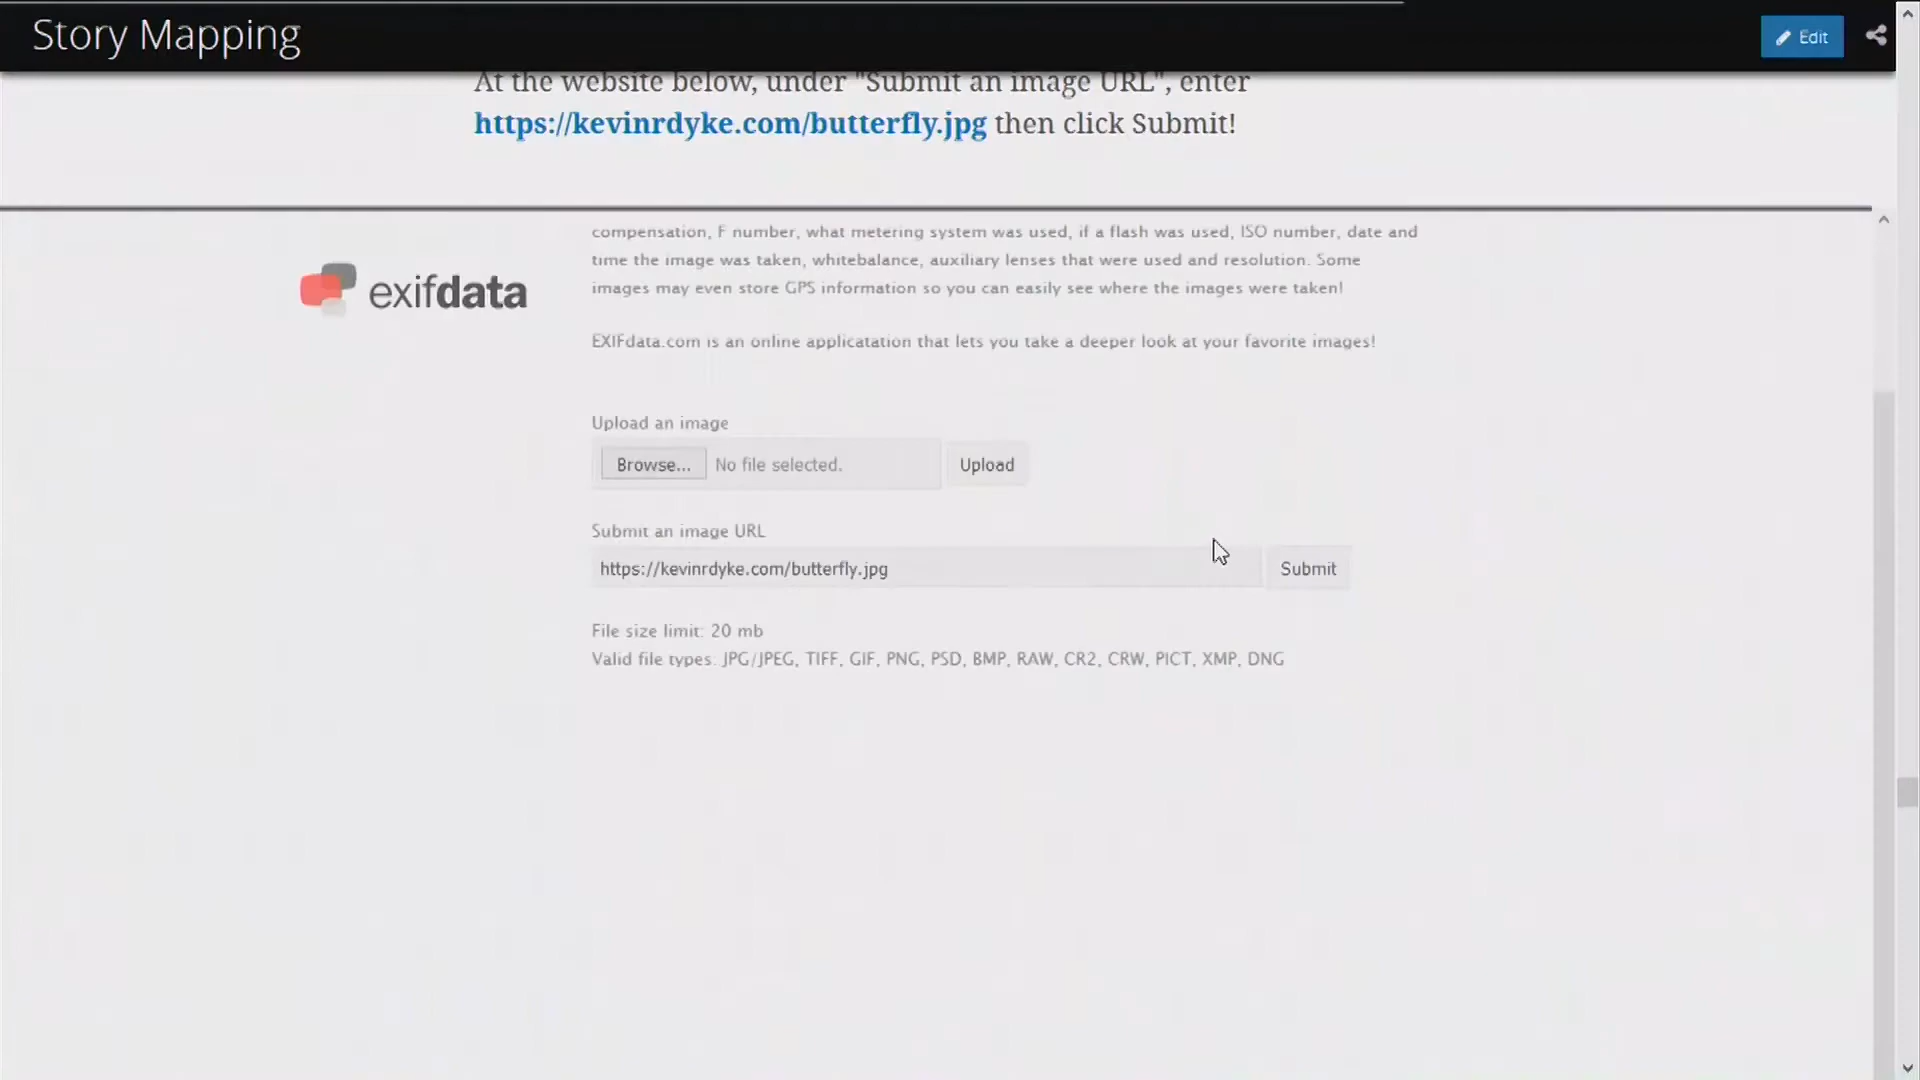 Story Mapping
Edit
At the website below, under "Submit an image URL", enter
https://kevinrdyke.com/butterfly.jpg then click Submit!
compensation, F number, what metering system was used, if a flash was used, ISO number, date and
time the image was taken, whitebalance, auxiliary lenses that were used and resolution. Some
images may even store GPS information so you can easily see where the images were taken!
exifdata
EXIFdata.com is an online applicatation that lets you take a deeper look at your favorite images!
Upload an image
Browse... No file selected. Upload
Submit an image URL
https://kevinrdyke.com/butterfly.jpg Submit
File size limit: 20 mb
Valid file types: JPG/JPEG, TIFF, GIF, PNG, PSD, BMP, RAW, CR2, CRW, PICT, XMP, DNG